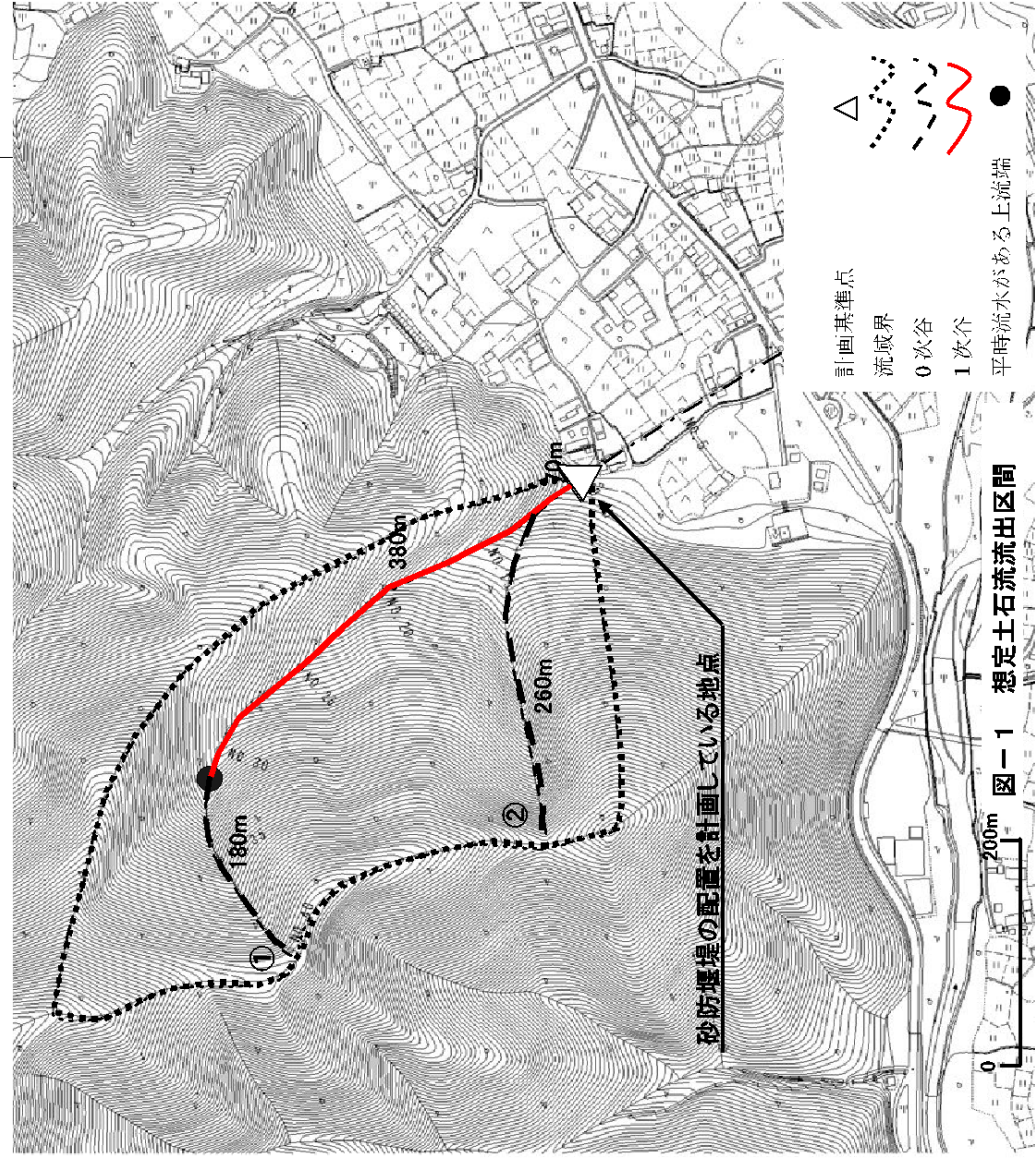 計画基準点
流域界
0次谷
1次谷
平時流水がある上流端
①
180m
380m
70m
②
260m
NO 20
砂防堰堤の配置を計画している地点
0
200m
図-1 想定土石流流出区間